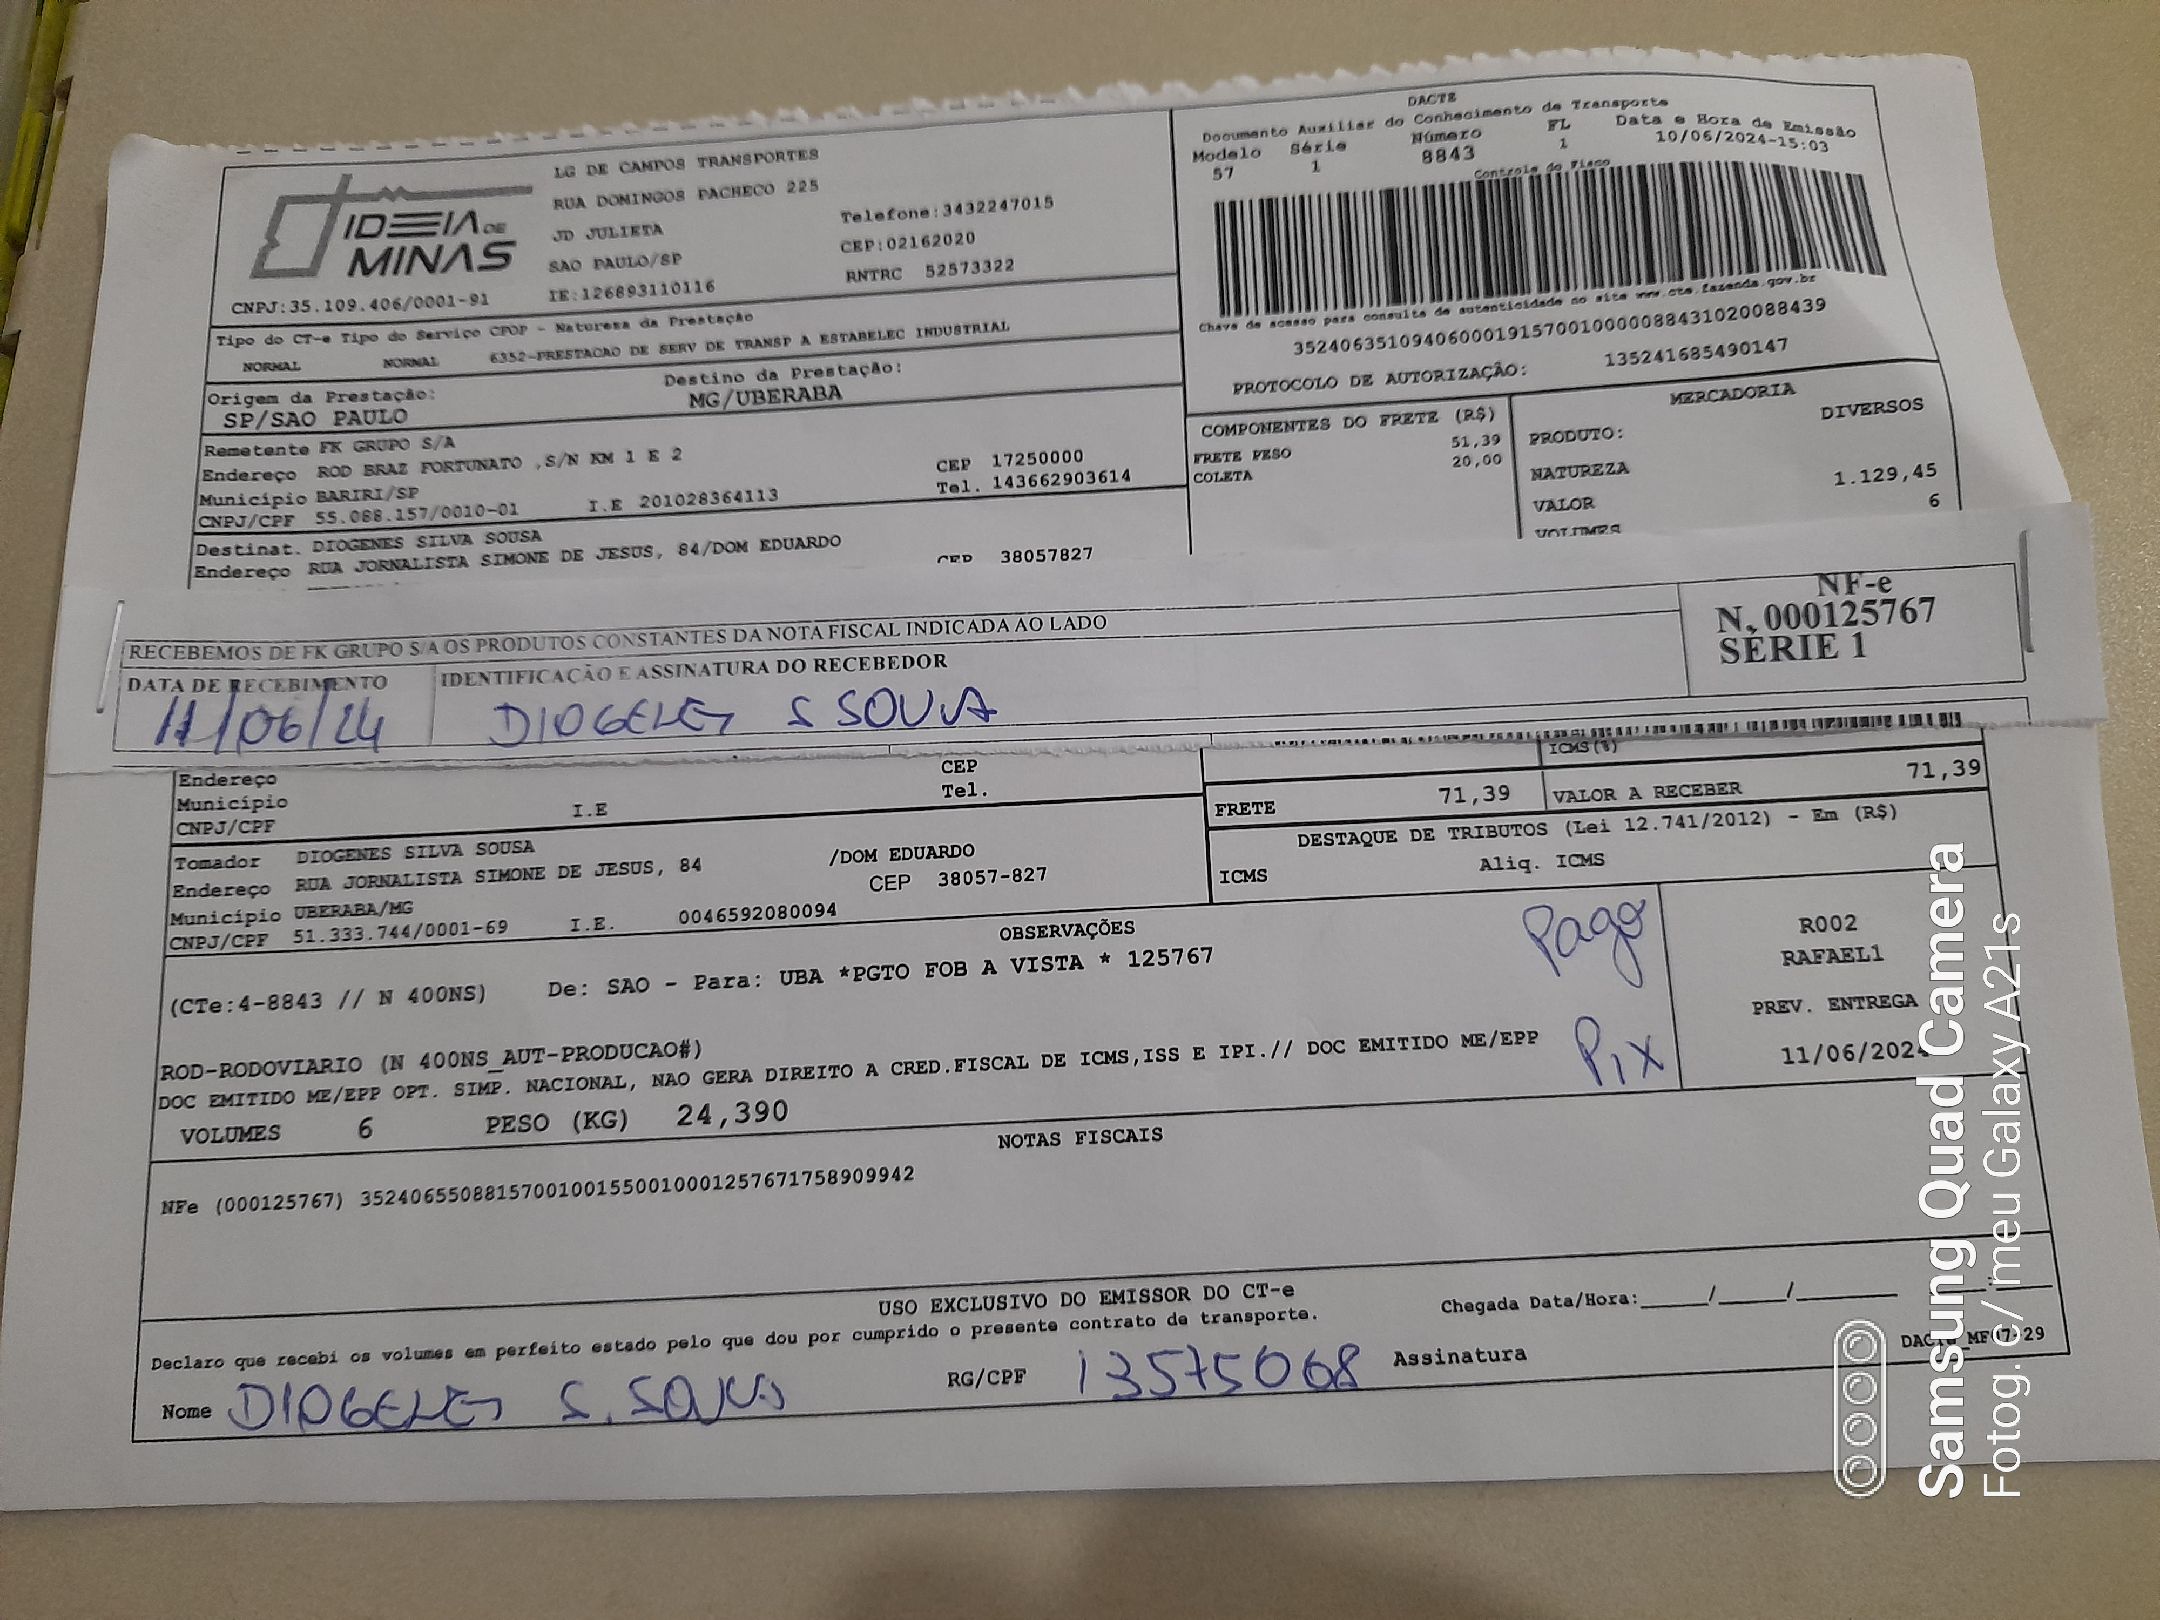 IDEIA DE
MINAS
CNPJ:35.109.406/0001-91
LG DE CAMPOS TRANSPORTES
RUA DOMINGOS PACHECO 225
JD JULIETA
SAO PAULO/SP
IE:126893110116
Telefone:3432247015
CEP:02162020
RNTRC 52573322
DACTE
Documento Auxiliar do Conhecimento de Transporte
Modelo Série Número FL Data e Hora de Emissão
57 1 8843 1 10/06/2024-15:03
Controle do Fisco
Chave de acesso para consulta de autenticidade no site www.cte.fazenda.gov.br
35240635109406000191570010000088431020088439
PROTOCOLO DE AUTORIZAÇÃO: 135241685490147
Tipo do CT-e Tipo do Serviço CFOP - Natureza da Prestação
NORMAL NORMAL 6352-PRESTACAO DE SERV DE TRANSP A ESTABELEC INDUSTRIAL
Origem da Prestação: Destino da Prestação:
SP/SAO PAULO MG/UBERABA
Remetente FK GRUPO S/A
Endereço ROD BRAZ FORTUNATO ,S/N KM 1 E 2 CEP 17250000
Município BARIRI/SP Tel. 143662903614
CNPJ/CPF 55.088.157/0010-01 I.E 201028364113
Destinat. DIOGENES SILVA SOUSA
Endereço RUA JORNALISTA SIMONE DE JESUS, 84/DOM EDUARDO CEP 38057827
COMPONENTES DO FRETE (R$)
FRETE PESO 51,39
COLETA 20,00
MERCADORIA
PRODUTO: DIVERSOS
NATUREZA
VALOR 1.129,45
VOLUMES 6
RECEBEMOS DE FK GRUPO S/A OS PRODUTOS CONSTANTES DA NOTA FISCAL INDICADA AO LADO
DATA DE RECEBIMENTO IDENTIFICAÇÃO E ASSINATURA DO RECEBEDOR
11/06/24 DIOGENES S SOUSA
NF-e
N. 000125767
SÉRIE 1
Endereço CEP
Município Tel.
CNPJ/CPF I.E
ICMS(%)
FRETE 71,39 VALOR A RECEBER 71,39
DESTAQUE DE TRIBUTOS (Lei 12.741/2012) - Em (R$)
ICMS Aliq. ICMS
Tomador DIOGENES SILVA SOUSA
Endereço RUA JORNALISTA SIMONE DE JESUS, 84 /DOM EDUARDO
Município UBERABA/MG CEP 38057-827
CNPJ/CPF 51.333.744/0001-69 I.E. 0046592080094
OBSERVAÇÕES
(CTe:4-8843 // N 400NS) De: SAO - Para: UBA *PGTO FOB A VISTA * 125767
Pago
Pix
R002
RAFAEL1
PREV. ENTREGA
11/06/2024
ROD-RODOVIARIO (N 400NS_AUT-PRODUCAO#)
DOC EMITIDO ME/EPP OPT. SIMP. NACIONAL, NAO GERA DIREITO A CRED.FISCAL DE ICMS,ISS E IPI.// DOC EMITIDO ME/EPP
VOLUMES 6 PESO (KG) 24,390
NOTAS FISCAIS
NFe (000125767) 35240655088157001001550010001257671758909942
USO EXCLUSIVO DO EMISSOR DO CT-e
Declaro que recebi os volumes em perfeito estado pelo que dou por cumprido o presente contrato de transporte.
Chegada Data/Hora:_____/_____/_______ :
Nome DIOGENES S. SOUSA RG/CPF 13575068 Assinatura
Samsung Quad Camera
Fotog. c/ meu Galaxy A21s